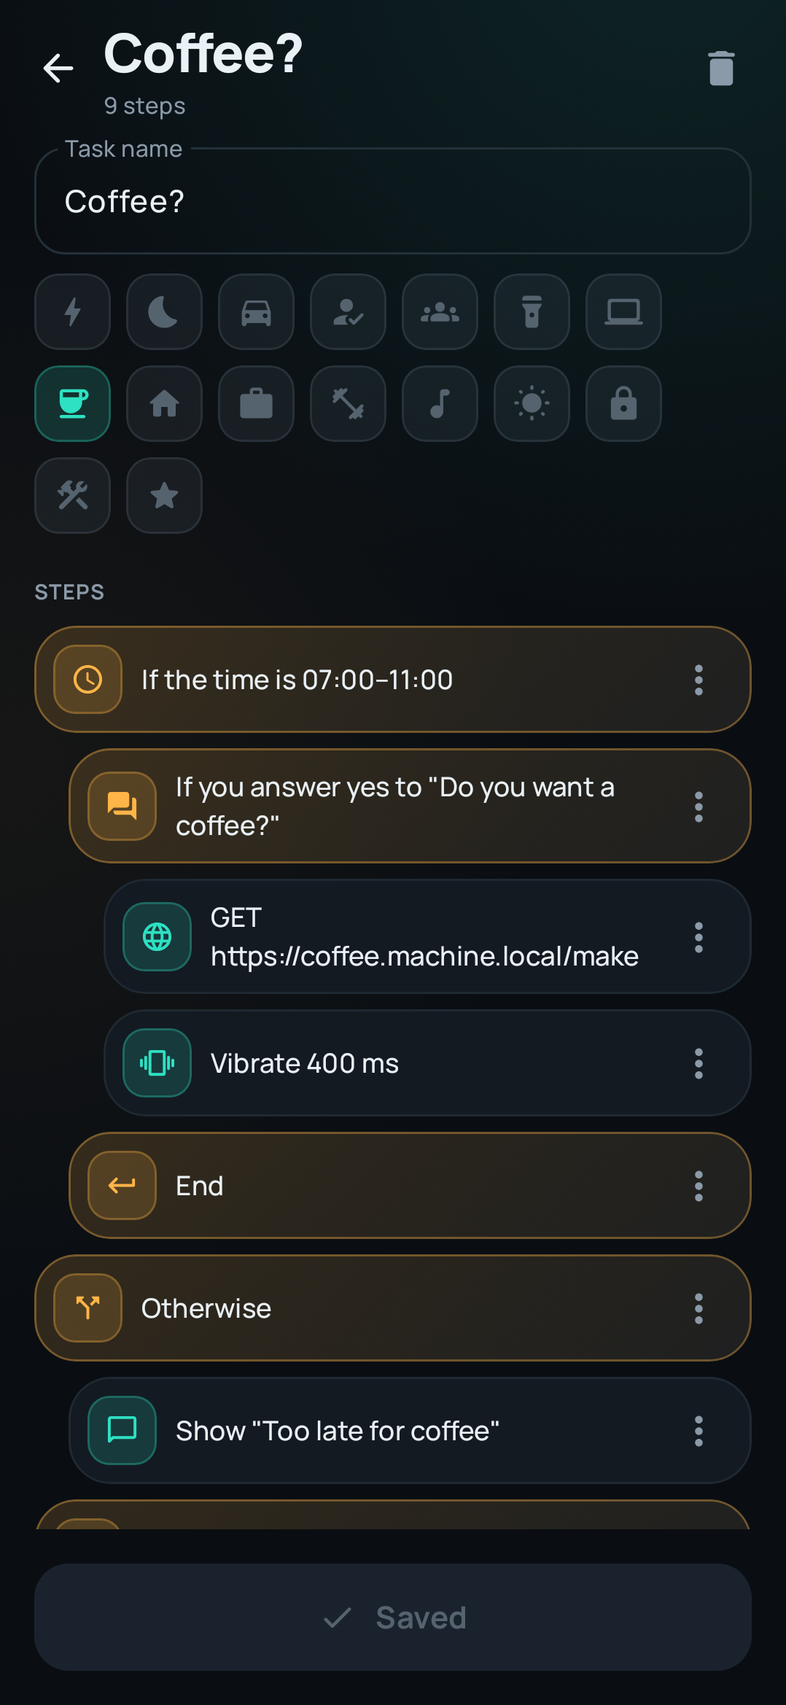 Coffee?
9 steps
Task name
Coffee?
STEPS
If the time is 07:00–11:00
If you answer yes to "Do you want a
coffee?"
GET
https://coffee.machine.local/make
Vibrate 400 ms
End
Otherwise
Show "Too late for coffee"
Saved